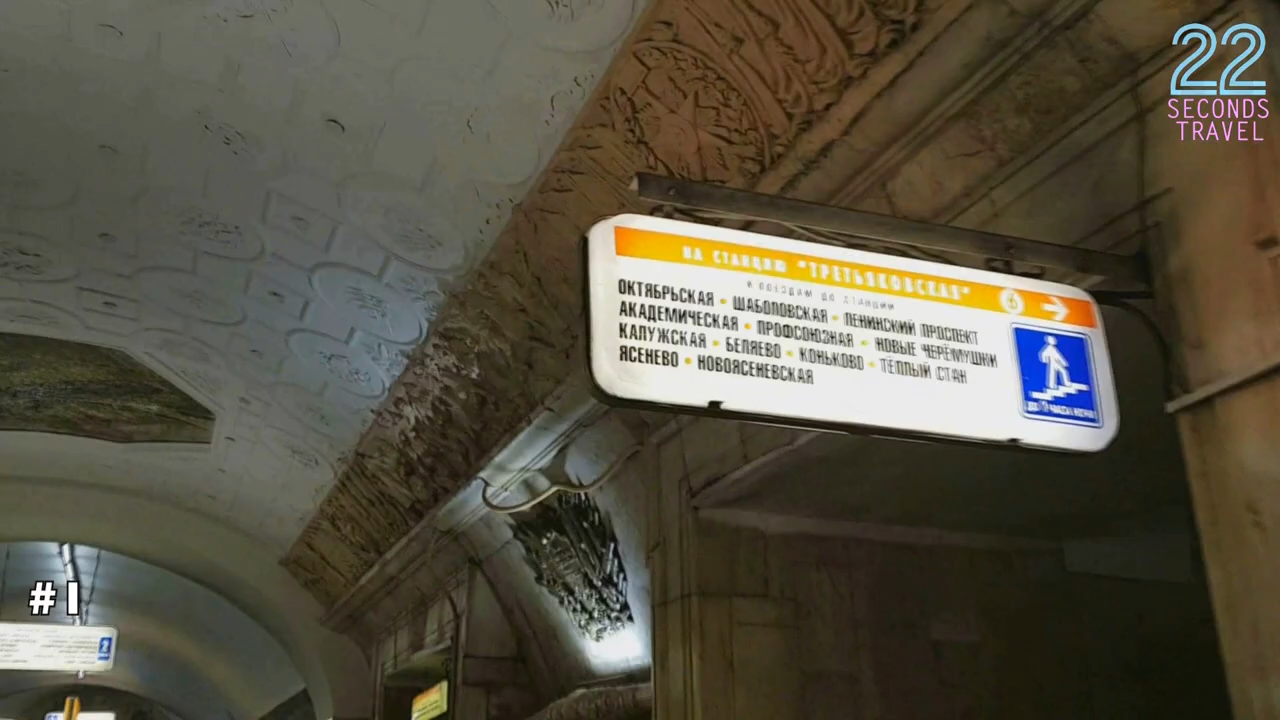 22
SECONDS
TRAVEL
НА СТАНЦИЮ "ТРЕТЬЯКОВСКАЯ" 6
К ПОЕЗДАМ ДО СТАНЦИЙ
ОКТЯБРЬСКАЯ • ШАБОЛОВСКАЯ • ЛЕНИНСКИЙ ПРОСПЕКТ
АКАДЕМИЧЕСКАЯ • ПРОФСОЮЗНАЯ • НОВЫЕ ЧЕРЁМУШКИ
КАЛУЖСКАЯ • БЕЛЯЕВО • КОНЬКОВО • ТЁПЛЫЙ СТАН
ЯСЕНЕВО • НОВОЯСЕНЕВСКАЯ
#1